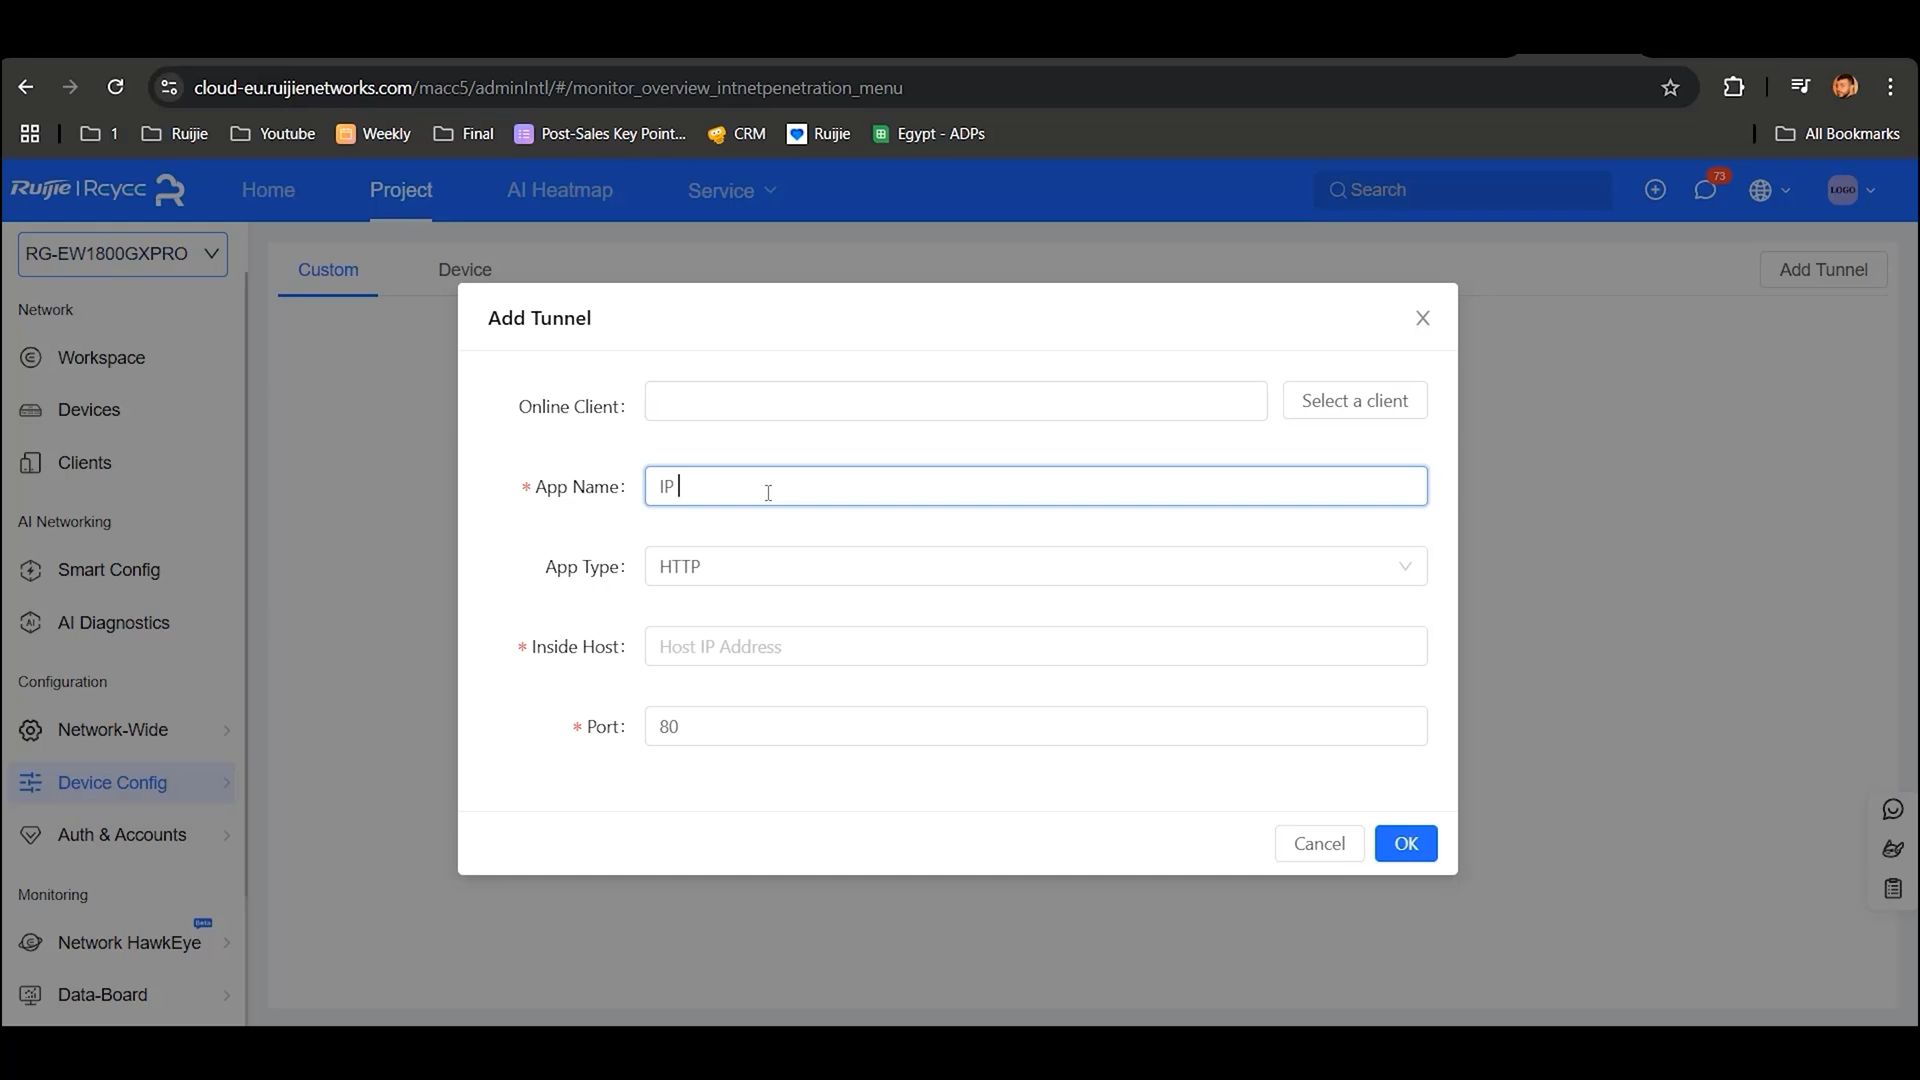 cloud-eu.ruijienetworks.com/macc5/adminIntl/#/monitor_overview_intnetpenetration_menu
1
Ruijie
Youtube
Weekly
Final
Post-Sales Key Point...
CRM
Ruijie
Egypt - ADPs
All Bookmarks
Ruijie | Rcycc
Home
Project
AI Heatmap
Service
Search
73
LOGO
RG-EW1800GXPRO
Custom
Device
Add Tunnel
Network
Workspace
Devices
Clients
AI Networking
Smart Config
AI Diagnostics
Configuration
Network-Wide
Device Config
Auth & Accounts
Monitoring
Beta
Network HawkEye
Data-Board
Add Tunnel
Online Client:
Select a client
* App Name:
IP
App Type:
HTTP
* Inside Host:
Host IP Address
* Port:
80
Cancel
OK